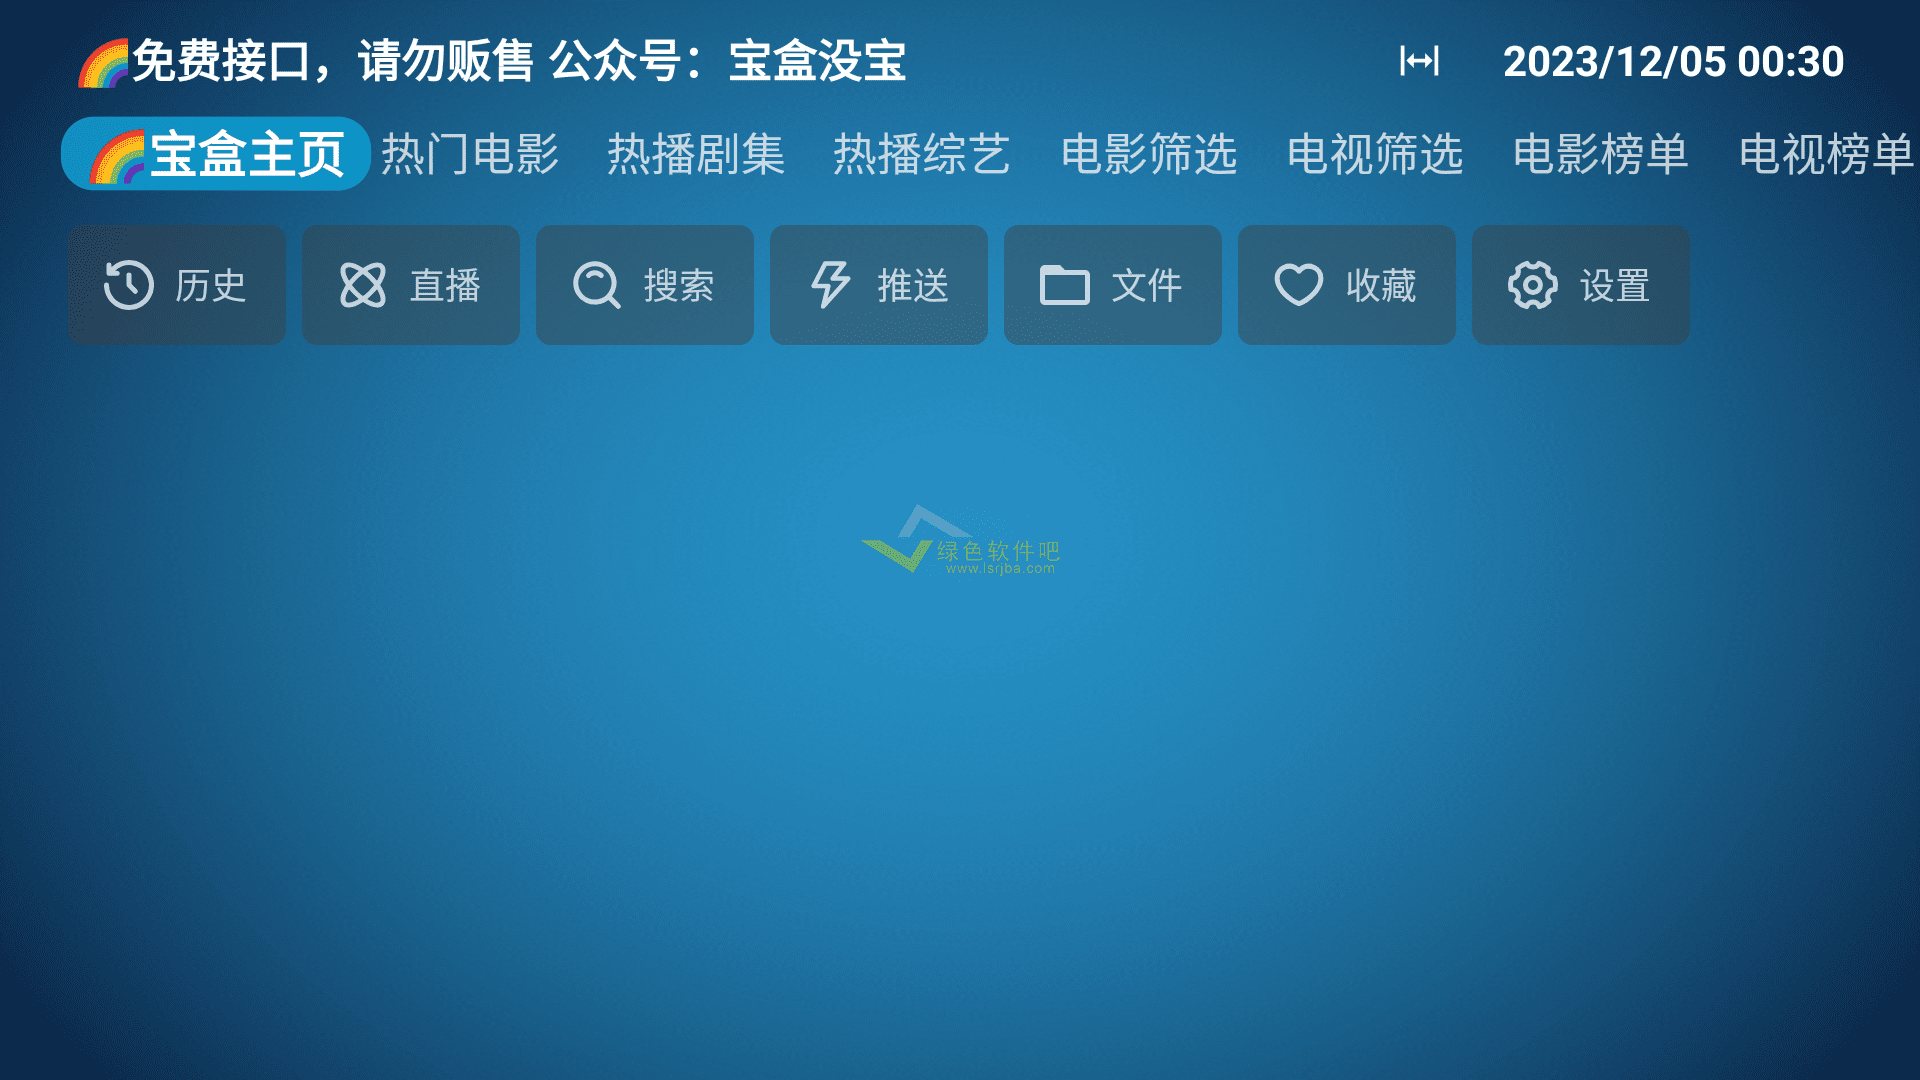 🌈免费接口，请勿贩售 公众号：宝盒没宝 2023/12/05 00:30
🌈宝盒主页 热门电影 热播剧集 热播综艺 电影筛选 电视筛选 电影榜单 电视榜单
历史 直播 搜索 推送 文件 收藏 设置
绿色软件吧
www.lsrjba.com